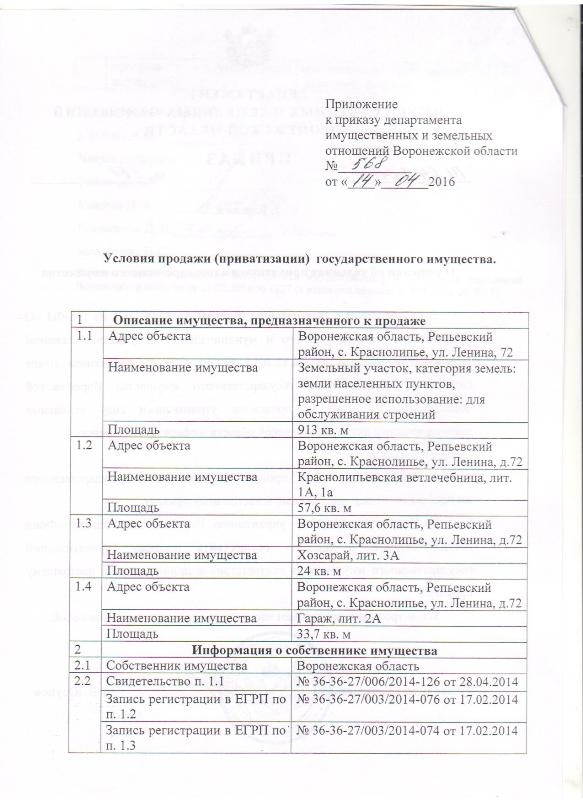 Приложение
к приказу департамента
имущественных и земельных
отношений Воронежской области
№ 568
от « 14 » 04 2016
Условия продажи (приватизации) государственного имущества.
1 Описание имущества, предназначенного к продаже
1.1 Адрес объекта Воронежская область, Репьевский
район, с. Краснолипье, ул. Ленина, 72
Наименование имущества Земельный участок, категория земель:
земли населенных пунктов,
разрешенное использование: для
обслуживания строений
Площадь 913 кв. м
1.2 Адрес объекта Воронежская область, Репьевский
район, с. Краснолипье, ул. Ленина, д.72
Наименование имущества Краснолипьевская ветлечебница, лит.
1А, 1а
Площадь 57,6 кв. м
1.3 Адрес объекта Воронежская область, Репьевский
район, с. Краснолипье, ул. Ленина, д.72
Наименование имущества Хозсарай, лит. 3А
Площадь 24 кв. м
1.4 Адрес объекта Воронежская область, Репьевский
район, с. Краснолипье, ул. Ленина, д.72
Наименование имущества Гараж, лит. 2А
Площадь 33,7 кв. м
2 Информация о собственнике имущества
2.1 Собственник имущества Воронежская область
2.2 Свидетельство п. 1.1 № 36-36-27/006/2014-126 от 28.04.2014
Запись регистрации в ЕГРП по № 36-36-27/003/2014-076 от 17.02.2014
п. 1.2
Запись регистрации в ЕГРП по № 36-36-27/003/2014-074 от 17.02.2014
п. 1.3